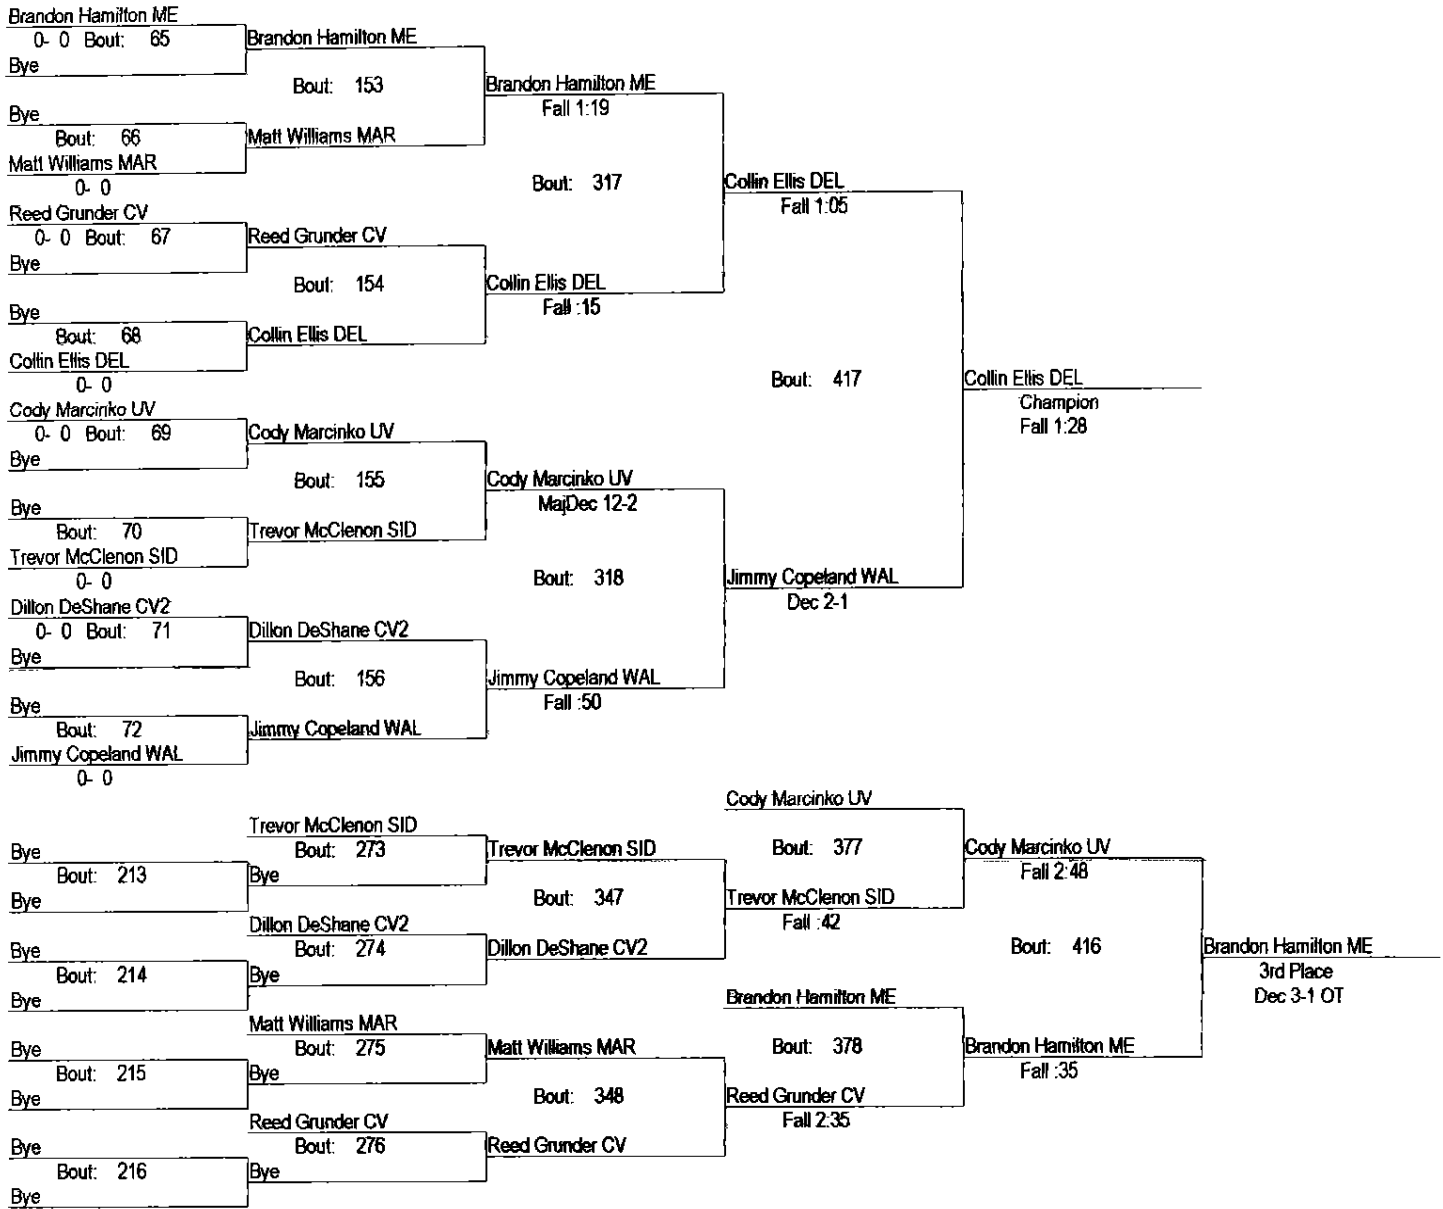 Brandon Hamilton ME
0- 0 Bout: 65
Bye
Brandon Hamilton ME
Bout: 153
Brandon Hamilton ME
Fall 1:19
Bye
Bout: 66
Matt Williams MAR
0- 0
Matt Williams MAR
Bout: 317
Collin Ellis DEL
Fall 1:05
Reed Grunder CV
0- 0 Bout: 67
Bye
Reed Grunder CV
Bout: 154
Collin Ellis DEL
Fall :15
Bye
Bout: 68
Collin Ellis DEL
0- 0
Collin Ellis DEL
Bout: 417
Collin Ellis DEL
Champion
Fall 1:28
Cody Marcinko UV
0- 0 Bout: 69
Bye
Cody Marcinko UV
Bout: 155
Cody Marcinko UV
MajDec 12-2
Bye
Bout: 70
Trevor McClenon SID
0- 0
Trevor McClenon SID
Bout: 318
Jimmy Copeland WAL
Dec 2-1
Dillon DeShane CV2
0- 0 Bout: 71
Bye
Dillon DeShane CV2
Bout: 156
Jimmy Copeland WAL
Fall :50
Bye
Bout: 72
Jimmy Copeland WAL
0- 0
Jimmy Copeland WAL
Cody Marcinko UV
Trevor McClenon SID
Bout: 273
Bye
Trevor McClenon SID
Bout: 377
Cody Marcinko UV
Fall 2:48
Bye
Bout: 213
Bye
Bout: 347
Trevor McClenon SID
Fall :42
Dillon DeShane CV2
Bout: 274
Bye
Dillon DeShane CV2
Bout: 416
Brandon Hamilton ME
3rd Place
Dec 3-1 OT
Bye
Bout: 214
Bye
Brandon Hamilton ME
Matt Williams MAR
Bout: 275
Bye
Matt Williams MAR
Bout: 378
Brandon Hamilton ME
Fall :35
Bye
Bout: 215
Bye
Bout: 348
Reed Grunder CV
Fall 2:35
Reed Grunder CV
Bout: 276
Bye
Reed Grunder CV
Bye
Bout: 216
Bye